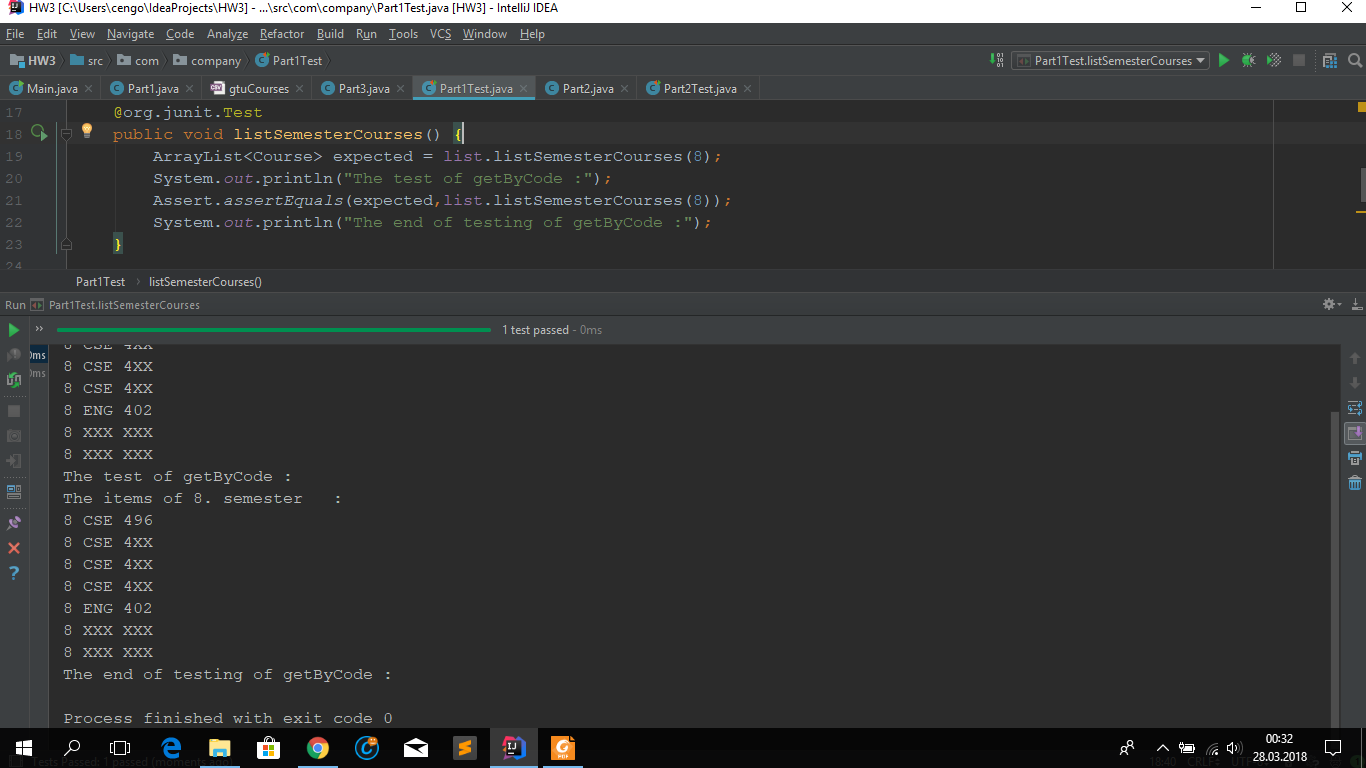 HW3 [C:\Users\cengo\IdeaProjects\HW3] - ...\src\com\company\Part1Test.java [HW3] - IntelliJ IDEA
File Edit View Navigate Code Analyze Refactor Build Run Tools VCS Window Help
HW3 src com company Part1Test Part1Test.listSemesterCourses
Main.java Part1.java gtuCourses Part3.java Part1Test.java Part2.java Part2Test.java
17 @org.junit.Test
18 public void listSemesterCourses() {
19 ArrayList<Course> expected = list.listSemesterCourses(8);
20 System.out.println("The test of getByCode :");
21 Assert.assertEquals(expected,list.listSemesterCourses(8));
22 System.out.println("The end of testing of getByCode :");
23 }
24
Part1Test listSemesterCourses()
Run Part1Test.listSemesterCourses
1 test passed - 0ms
8 CSE 4XX
8 CSE 4XX
8 CSE 4XX
8 ENG 402
8 XXX XXX
8 XXX XXX
The test of getByCode :
The items of 8. semester :
8 CSE 496
8 CSE 4XX
8 CSE 4XX
8 CSE 4XX
8 ENG 402
8 XXX XXX
8 XXX XXX
The end of testing of getByCode :
Process finished with exit code 0
Tests Passed: 1 passed (moments ago)
18:40 CRLF
00:32
28.03.2018